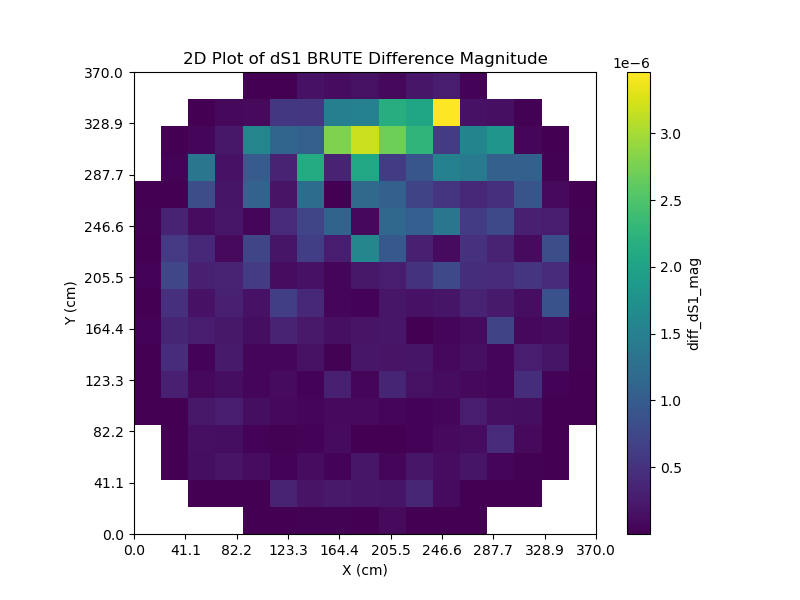 2D Plot of dS1 BRUTE Difference Magnitude
1e−6
370.0
328.9
287.7
246.6
205.5
164.4
123.3
82.2
41.1
0.0
Y (cm)
0.0 41.1 82.2 123.3 164.4 205.5 246.6 287.7 328.9 370.0
X (cm)
3.0
2.5
2.0
1.5
1.0
0.5
diff_dS1_mag